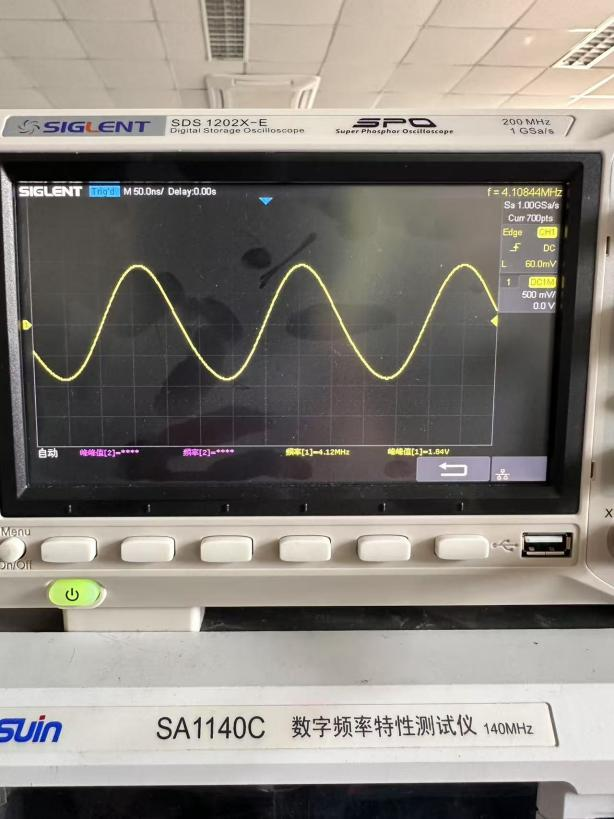 SIGLENT SDS 1202X-E SPO 200 MHz
Digital Storage Oscilloscope Super Phosphor Oscilloscope 1 GSa/s
SIGLENT Trig'd M 50.0ns/ Delay:0.00s f = 4.10844MHz
Sa 1.00GSa/s
Curr 700pts
Edge CH1
DC
L 60.0mV
1 DC1M
500 mV/
0.0 V
自动 峰峰值[2]=**** 频率[2]=**** 频率[1]=4.12MHz 峰峰值[1]=1.84V
Menu
On/Off
X
Suin SA1140C 数字频率特性测试仪 140MHz